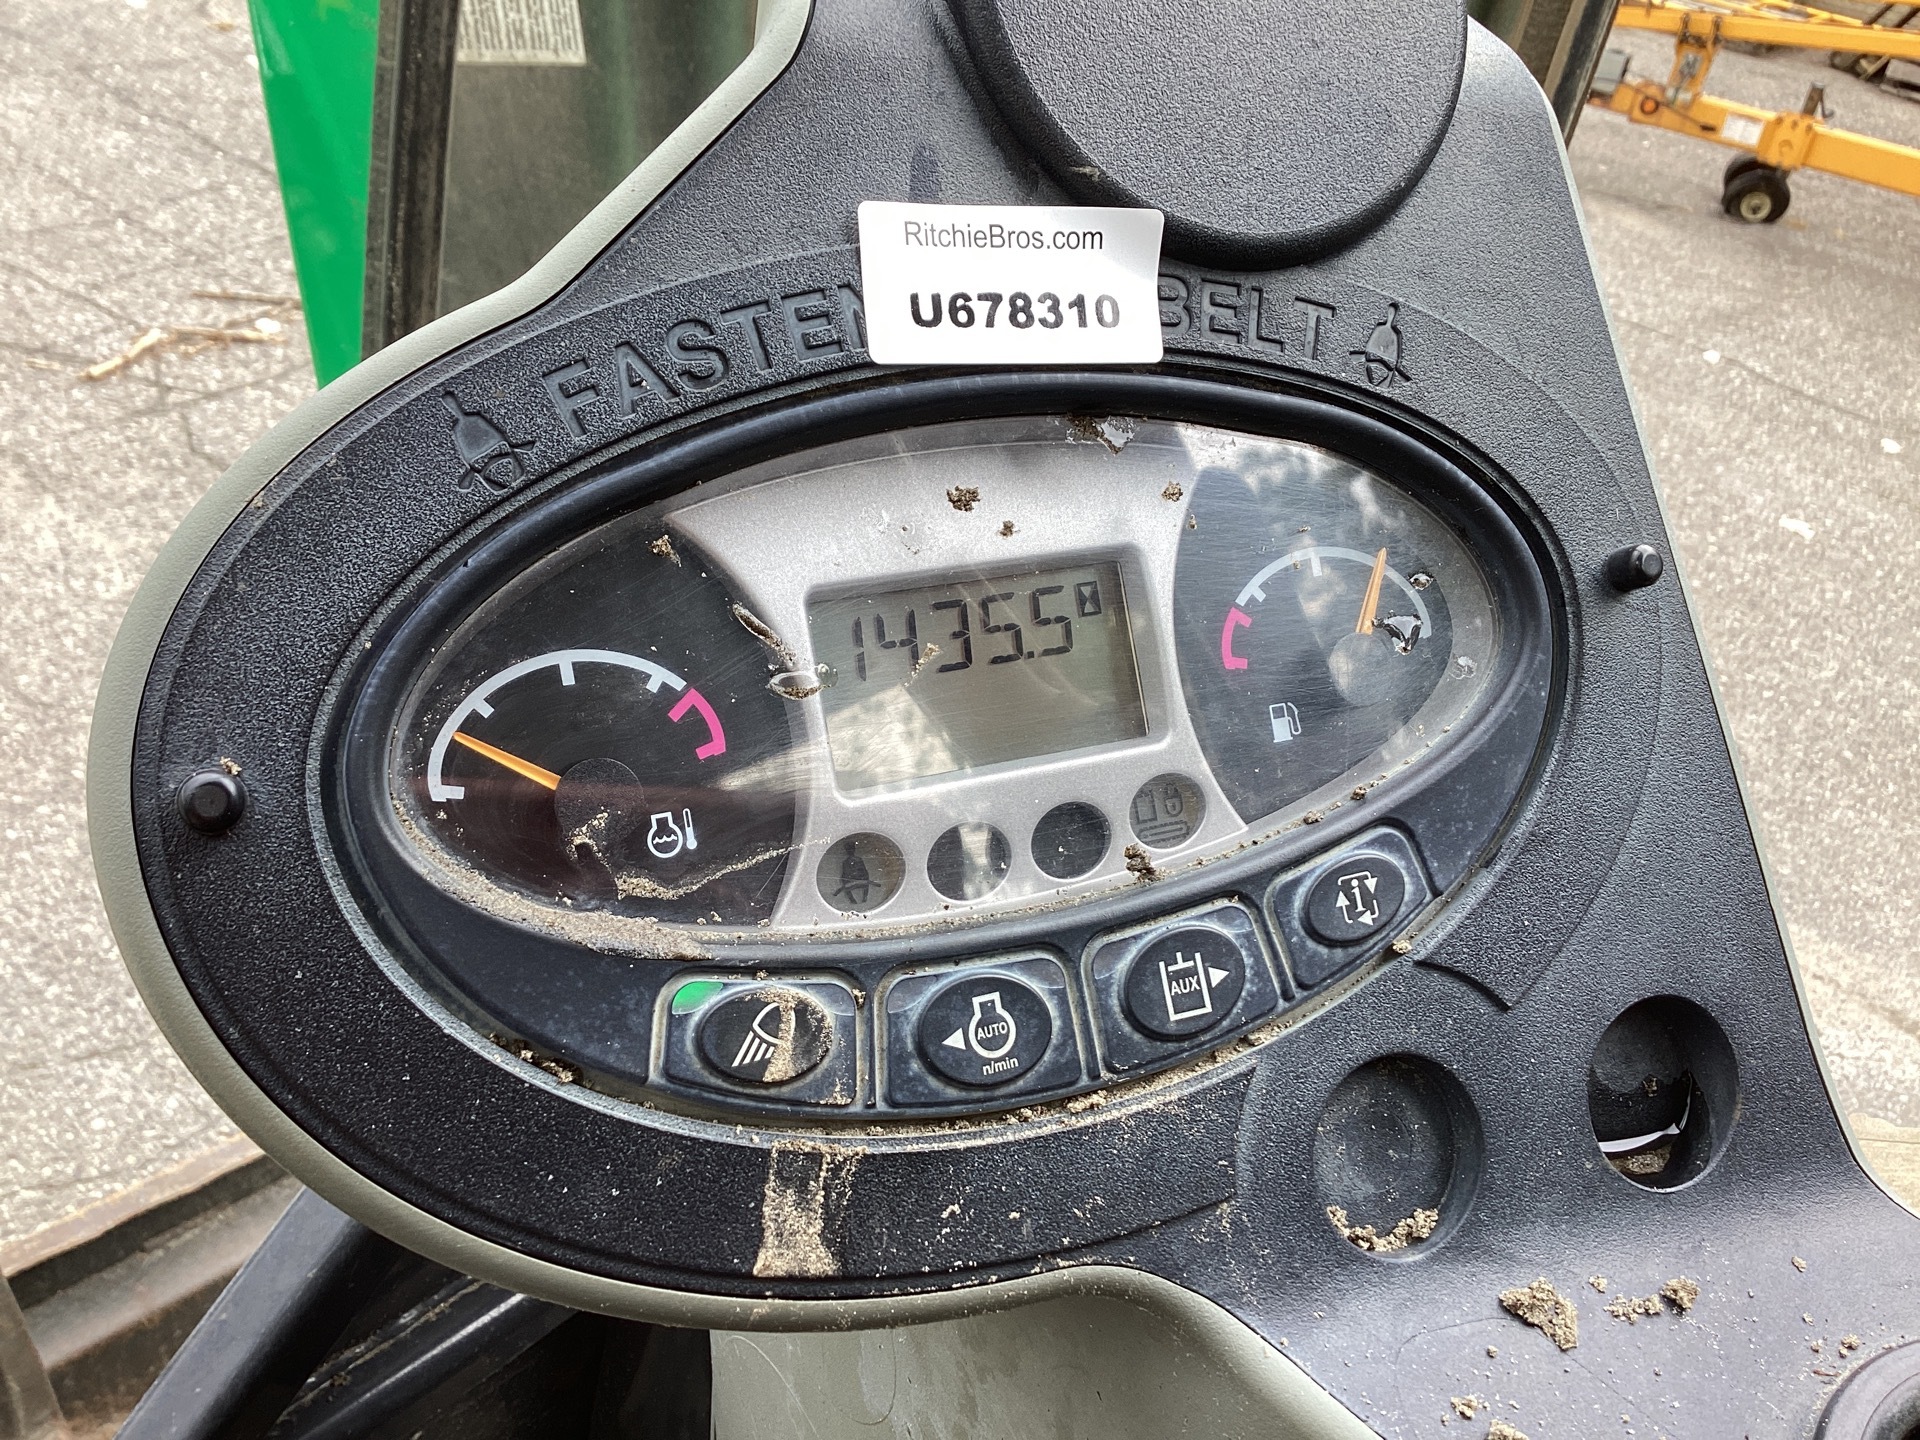 RitchieBros.com
U678310
FASTEN BELT
1435.5
AUTO
n/min
AUX
i